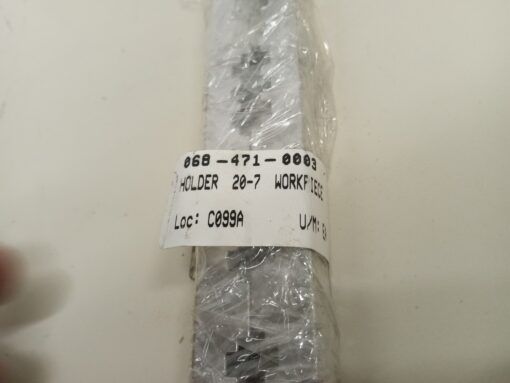 068-471-0003
HOLDER 20-7 WORKPIECE
Loc: C099A U/M: